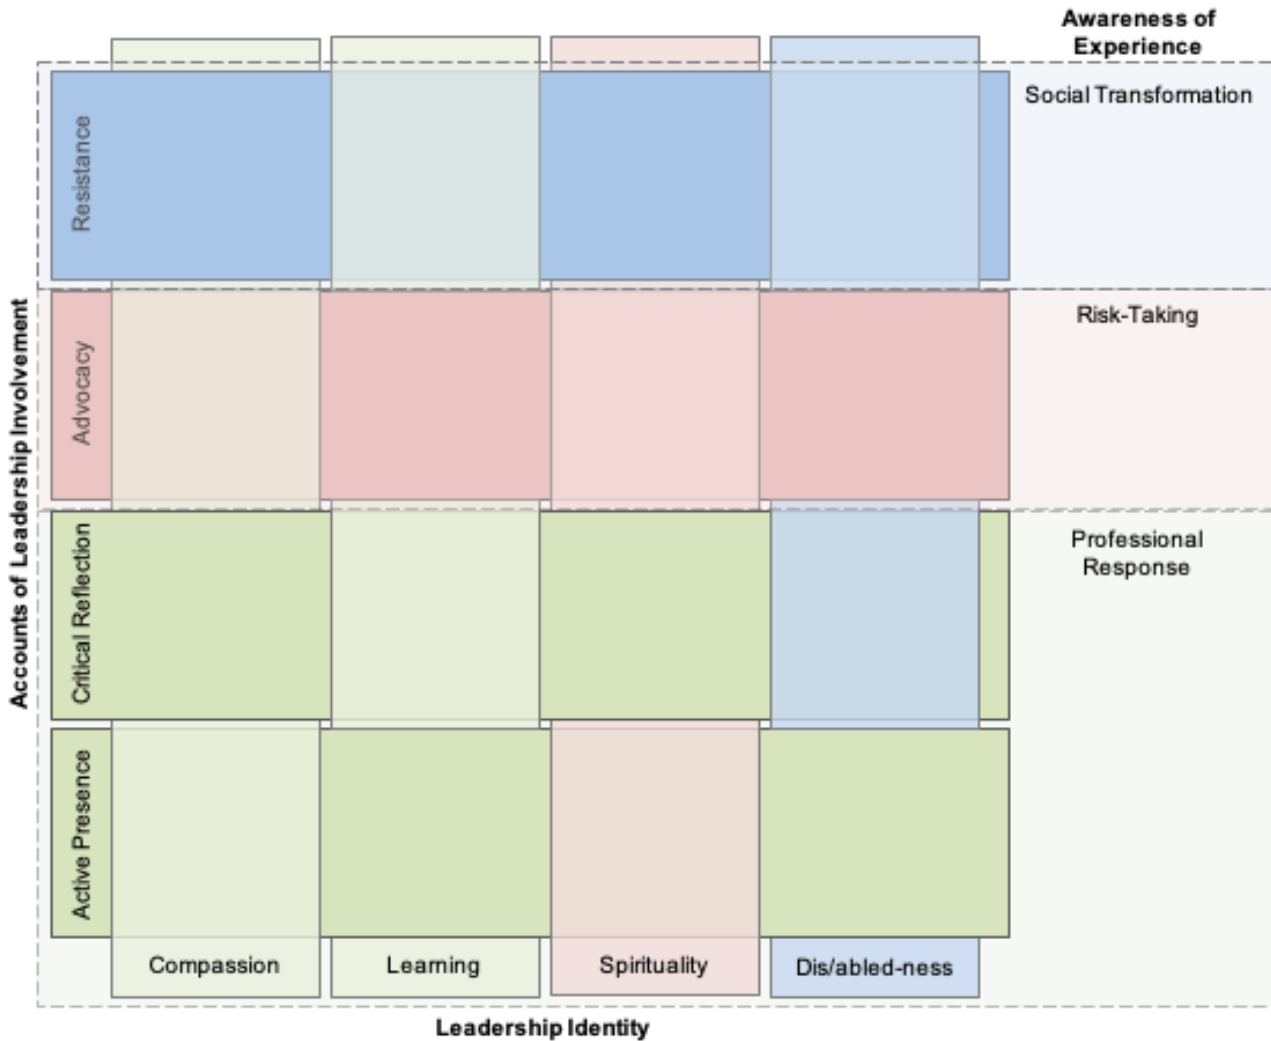 Awareness of
Experience
Social Transformation
Resistance
Risk-Taking
Advocacy
Accounts of Leadership Involvement
Professional
Response
Critical Reflection
Active Presence
Compassion
Learning
Spirituality
Dis/abled-ness
Leadership Identity